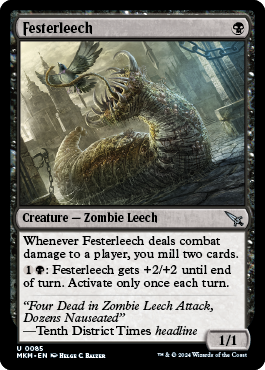 Festerleech
Creature — Zombie Leech
Whenever Festerleech deals combat
damage to a player, you mill two cards.
1 : Festerleech gets +2/+2 until end
of turn. Activate only once each turn.
“Four Dead in Zombie Leech Attack,
Dozens Nauseated”
—Tenth District Times headline
1/1
U 0085
MKM • EN Helge C. Balzer
™ & © 2024 Wizards of the Coast